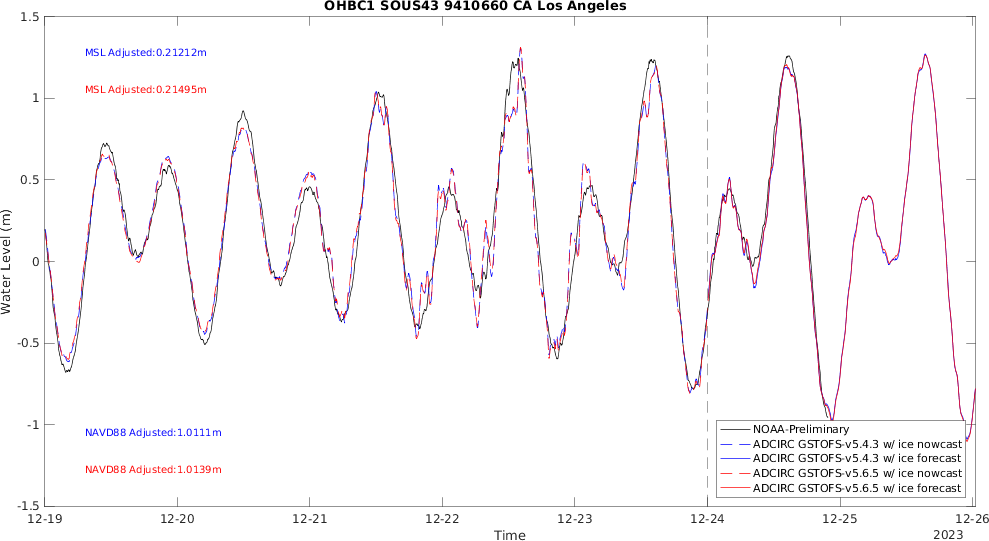 OHBC1 SOUS43 9410660 CA Los Angeles
1.5
MSL Adjusted:0.21212m
MSL Adjusted:0.21495m
1
0.5
Water Level (m)
0
-0.5
-1
NAVD88 Adjusted:1.0111m
NAVD88 Adjusted:1.0139m
NOAA-Preliminary
ADCIRC GSTOFS-v5.4.3 w/ ice nowcast
ADCIRC GSTOFS-v5.4.3 w/ ice forecast
ADCIRC GSTOFS-v5.6.5 w/ ice nowcast
ADCIRC GSTOFS-v5.6.5 w/ ice forecast
-1.5
12-19 12-20 12-21 12-22 12-23 12-24 12-25 12-26
Time
2023